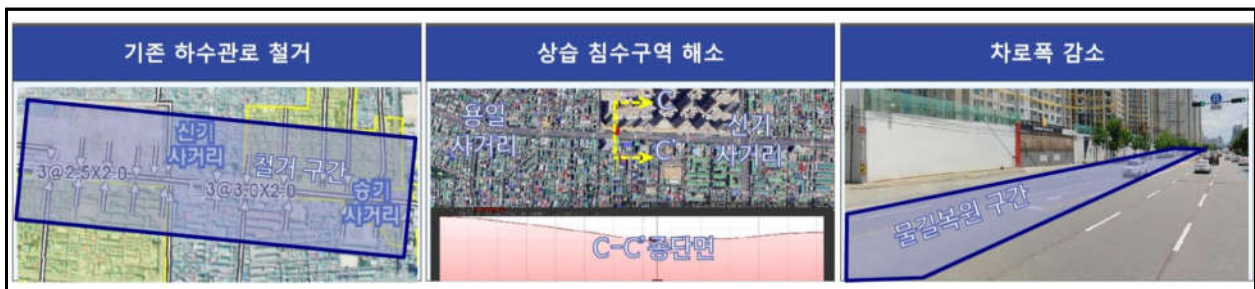 기존 하수관로 철거
상습 침수구역 해소
차로폭 감소
신기
사거리
철거 구간
3@2.5X2.0
3@3.0X2.0
승기
사거리
용일
사거리
C
신기
사거리
C'
C-C' 종단면
물길복원 구간